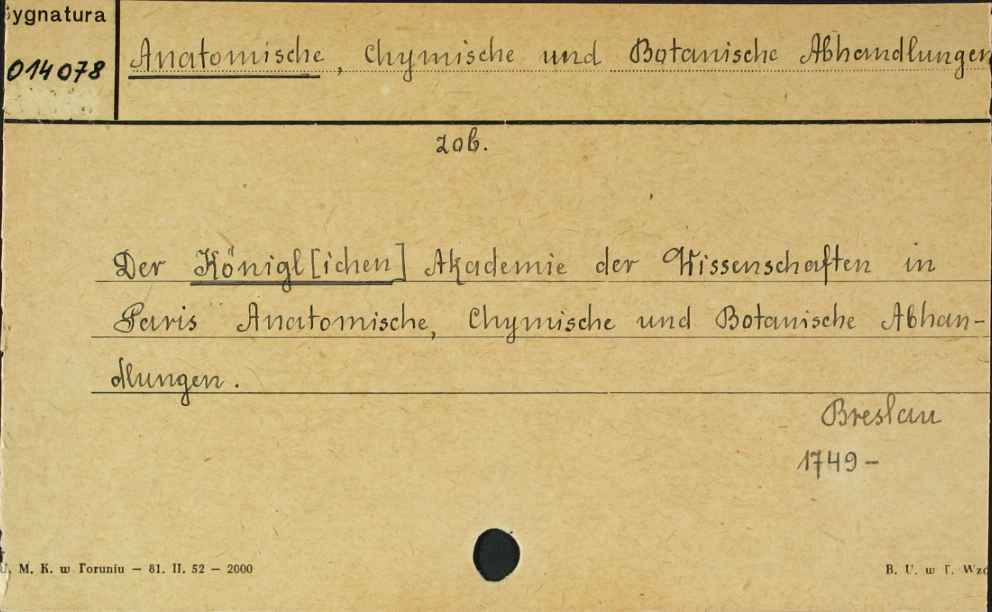 Sygnatura
014078
Anatomische, Chymische und Botanische Abhandlungen
zob.
Der Königl[ichen] Akademie der Wissenschaften in
Paris Anatomische, Chymische und Botanische Abhan-
dlungen.
Breslau
1749 –
U. M. K. w Toruniu – 81. II. 52 – 2000
B. U. w T. Wzó